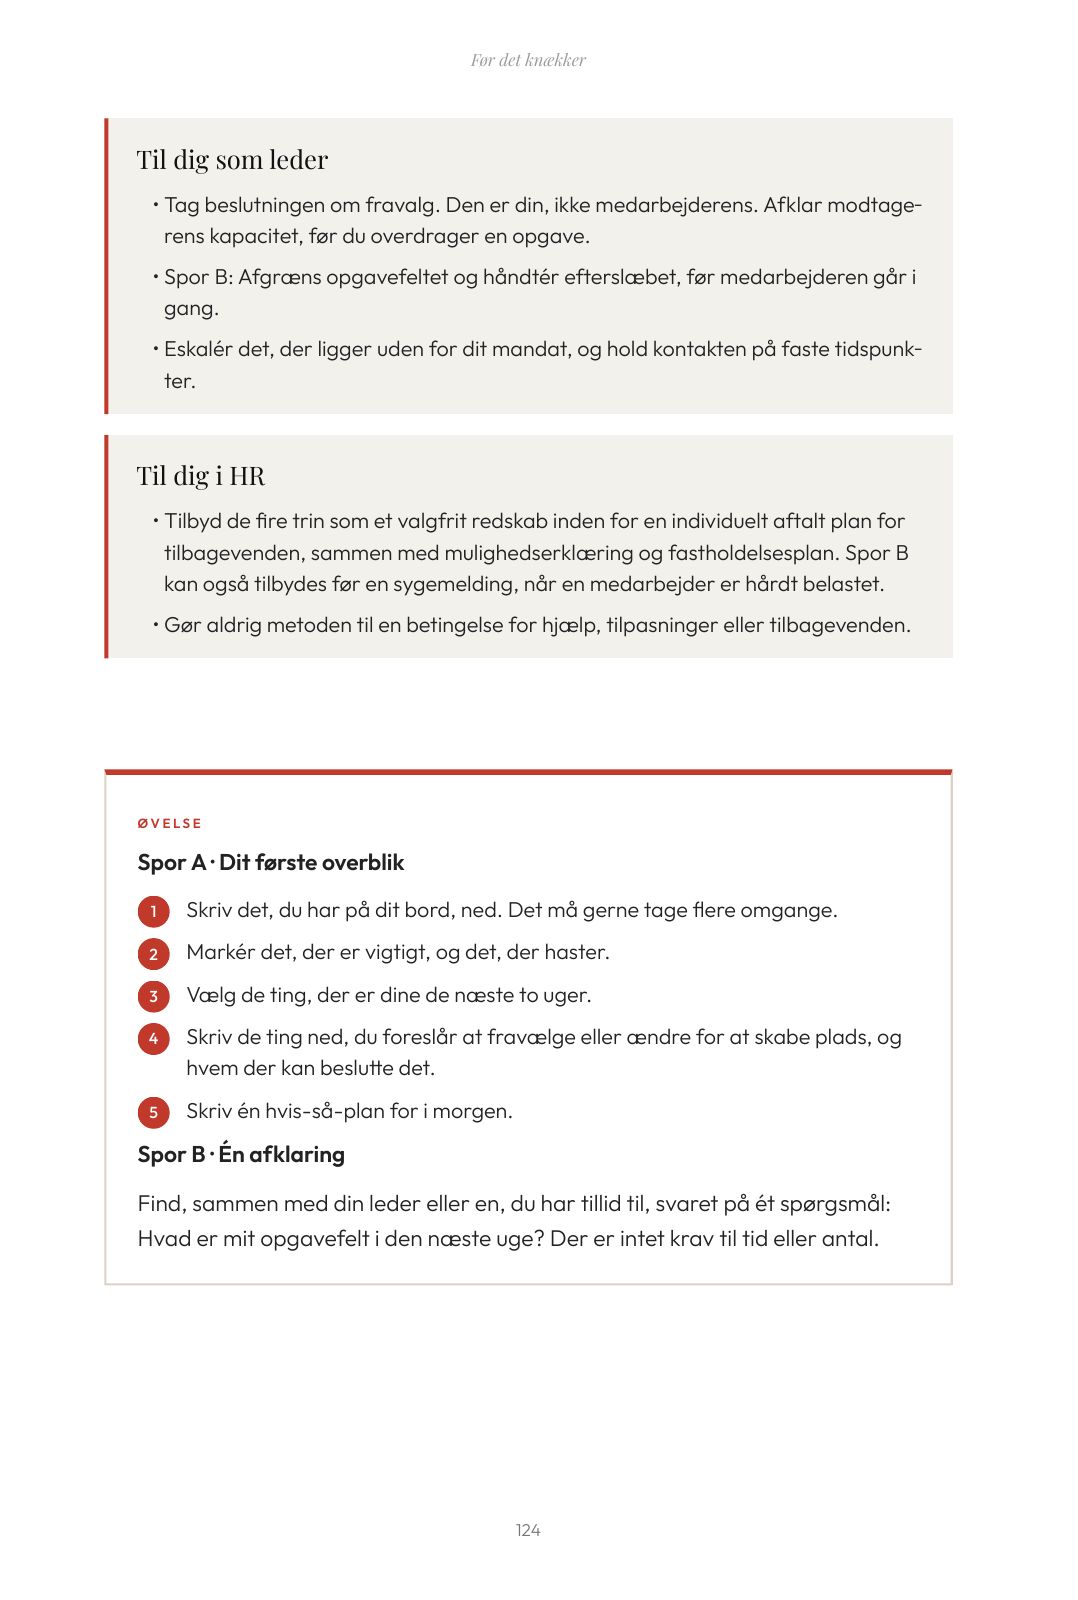 Før det knækker
Til dig som leder
• Tag beslutningen om fravalg. Den er din, ikke medarbejderens. Afklar modtage-
rens kapacitet, før du overdrager en opgave.
• Spor B: Afgræns opgavefeltet og håndtér efterslæbet, før medarbejderen går i
gang.
• Eskalér det, der ligger uden for dit mandat, og hold kontakten på faste tidspunk-
ter.
Til dig i HR
• Tilbyd de fire trin som et valgfrit redskab inden for en individuelt aftalt plan for
tilbagevenden, sammen med mulighedserklæring og fastholdelsesplan. Spor B
kan også tilbydes før en sygemelding, når en medarbejder er hårdt belastet.
• Gør aldrig metoden til en betingelse for hjælp, tilpasninger eller tilbagevenden.
ØVELSE
Spor A · Dit første overblik
1 Skriv det, du har på dit bord, ned. Det må gerne tage flere omgange.
2 Markér det, der er vigtigt, og det, der haster.
3 Vælg de ting, der er dine de næste to uger.
4 Skriv de ting ned, du foreslår at fravælge eller ændre for at skabe plads, og
hvem der kan beslutte det.
5 Skriv én hvis-så-plan for i morgen.
Spor B · Én afklaring
Find, sammen med din leder eller en, du har tillid til, svaret på ét spørgsmål:
Hvad er mit opgavefelt i den næste uge? Der er intet krav til tid eller antal.
124